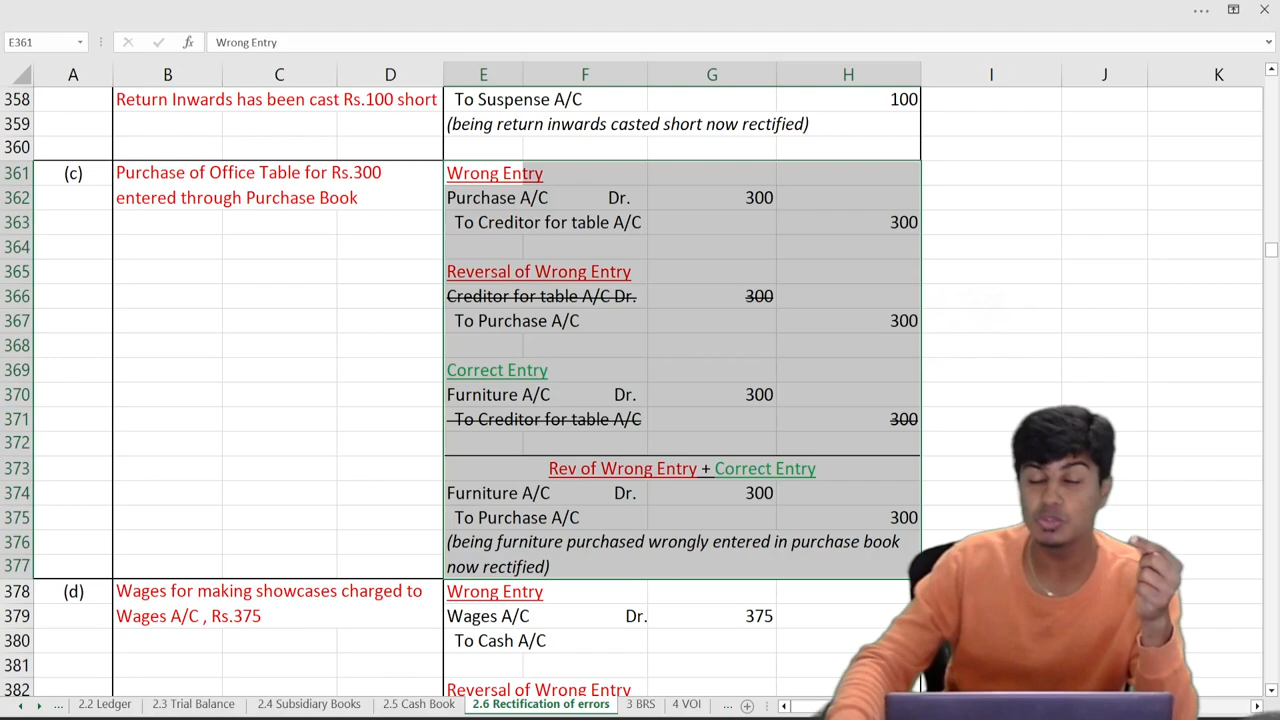 E361
fx
Wrong Entry
A B C D E F G H I J K
358 Return Inwards has been cast Rs.100 short To Suspense A/C 100
359 (being return inwards casted short now rectified)
360
361 (c) Purchase of Office Table for Rs.300 Wrong Entry
362 entered through Purchase Book Purchase A/C Dr. 300
363 To Creditor for table A/C 300
364
365 Reversal of Wrong Entry
366 Creditor for table A/C Dr. 300
367 To Purchase A/C 300
368
369 Correct Entry
370 Furniture A/C Dr. 300
371 To Creditor for table A/C 300
372
373 Rev of Wrong Entry + Correct Entry
374 Furniture A/C Dr. 300
375 To Purchase A/C 300
376 (being furniture purchased wrongly entered in purchase book
377 now rectified)
378 (d) Wages for making showcases charged to Wrong Entry
379 Wages A/C , Rs.375 Wages A/C Dr. 375
380 To Cash A/C
381
382 Reversal of Wrong Entry
... 2.2 Ledger 2.3 Trial Balance 2.4 Subsidiary Books 2.5 Cash Book 2.6 Rectification of errors 3 BRS 4 VOI ...